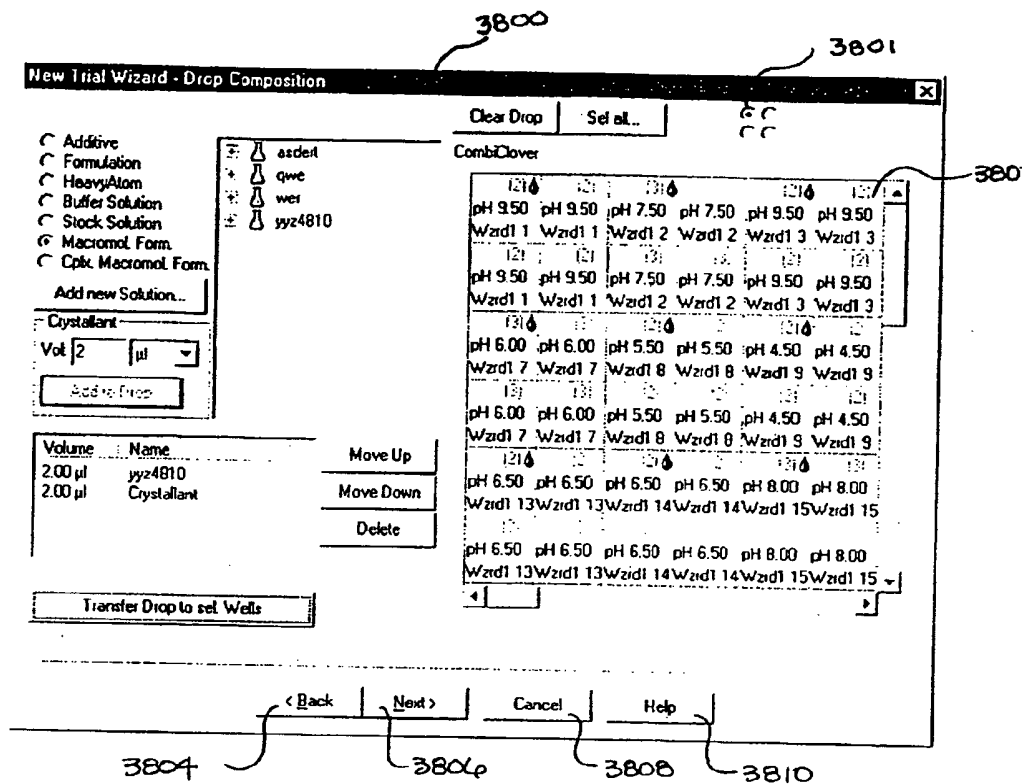 3800
3801
New Trial Wizard - Drop Composition
Clear Drop Sel all...
Additive
Formulation
HeavyAtom
Buffer Solution
Stock Solution
Macromol. Form.
Cplx. Macromol. Form.
Add new Solution...
asdert
qwe
wer
yyz4810
Crystallant
Vol: 2 µl
Add to Drop
Volume Name
2.00 µl yyz4810
2.00 µl Crystallant
Move Up
Move Down
Delete
Transfer Drop to sel. Wells
CombiClover
380
pH 9.50 pH 9.50 pH 7.50 pH 7.50 pH 9.50 pH 9.50
Wzrd1 1 Wzrd1 1 Wzrd1 2 Wzrd1 2 Wzrd1 3 Wzrd1 3
pH 9.50 pH 9.50 pH 7.50 pH 7.50 pH 9.50 pH 9.50
Wzrd1 1 Wzrd1 1 Wzrd1 2 Wzrd1 2 Wzrd1 3 Wzrd1 3
pH 6.00 pH 6.00 pH 5.50 pH 5.50 pH 4.50 pH 4.50
Wzrd1 7 Wzrd1 7 Wzrd1 8 Wzrd1 8 Wzrd1 9 Wzrd1 9
pH 6.00 pH 6.00 pH 5.50 pH 5.50 pH 4.50 pH 4.50
Wzrd1 7 Wzrd1 7 Wzrd1 8 Wzrd1 8 Wzrd1 9 Wzrd1 9
pH 6.50 pH 6.50 pH 6.50 pH 6.50 pH 8.00 pH 8.00
Wzrd1 13 Wzrd1 13 Wzrd1 14 Wzrd1 14 Wzrd1 15 Wzrd1 15
pH 6.50 pH 6.50 pH 6.50 pH 6.50 pH 8.00 pH 8.00
Wzrd1 13 Wzrd1 13 Wzrd1 14 Wzrd1 14 Wzrd1 15 Wzrd1 15
< Back Next > Cancel Help
3804 3806 3808 3810